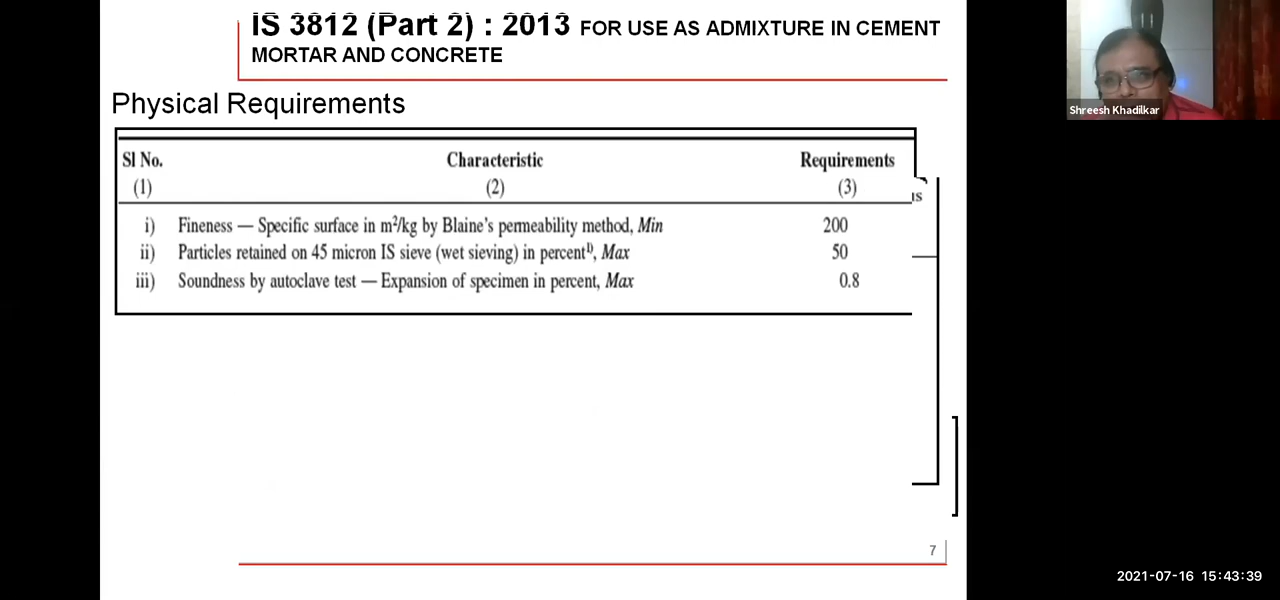 IS 3812 (Part 2) : 2013 FOR USE AS ADMIXTURE IN CEMENT
MORTAR AND CONCRETE
Physical Requirements
Sl No. Characteristic Requirements
(1) (2) (3)
i) Fineness — Specific surface in m²/kg by Blaine's permeability method, Min 200
ii) Particles retained on 45 micron IS sieve (wet sieving) in percent¹⁾, Max 50
iii) Soundness by autoclave test — Expansion of specimen in percent, Max 0.8
7
Shreesh Khadilkar
2021-07-16 15:43:39